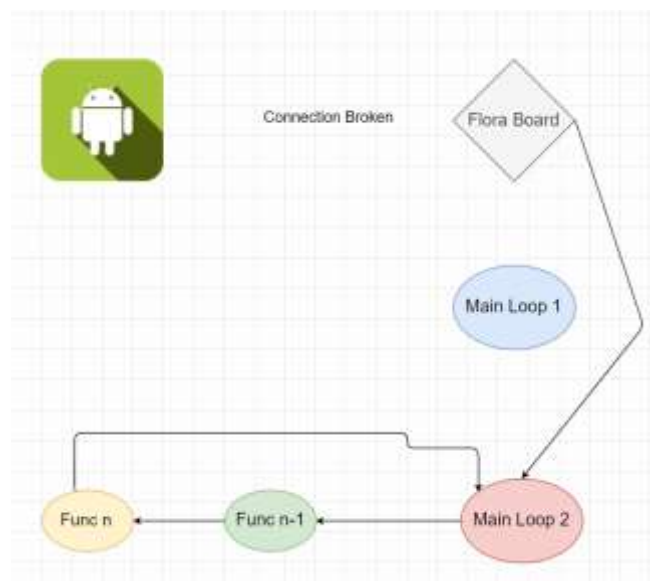 Connection Broken
Flora Board
Main Loop 1
Func n
Func n-1
Main Loop 2